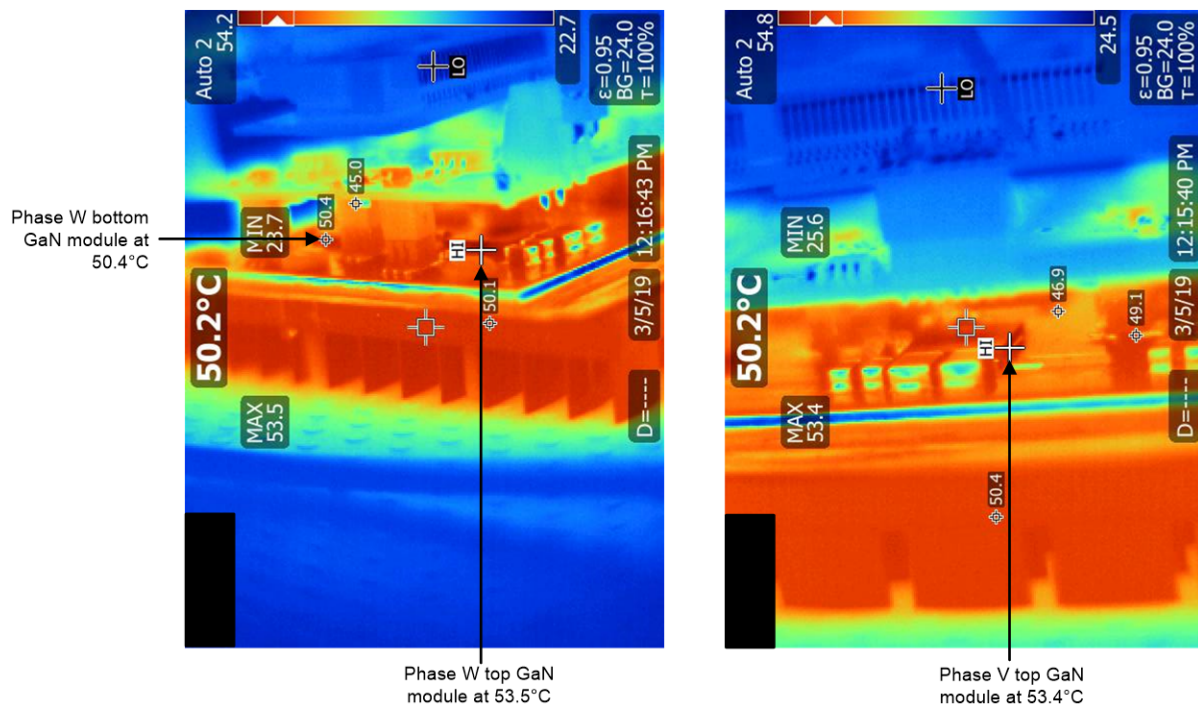 Auto 2
54.2
22.7
ε=0.95
BG=24.0
τ=100%
LO
45.0
50.4
MIN
23.7
HI
50.1
12:16:43 PM
3/5/19
50.2°C
MAX
53.5
D=----
Phase W bottom
GaN module at
50.4°C
Phase W top GaN
module at 53.5°C
Auto 2
54.8
24.5
ε=0.95
BG=24.0
τ=100%
LO
MIN
25.6
46.9
49.1
HI
12:15:40 PM
3/5/19
50.2°C
MAX
53.4
50.4
D=----
Phase V top GaN
module at 53.4°C